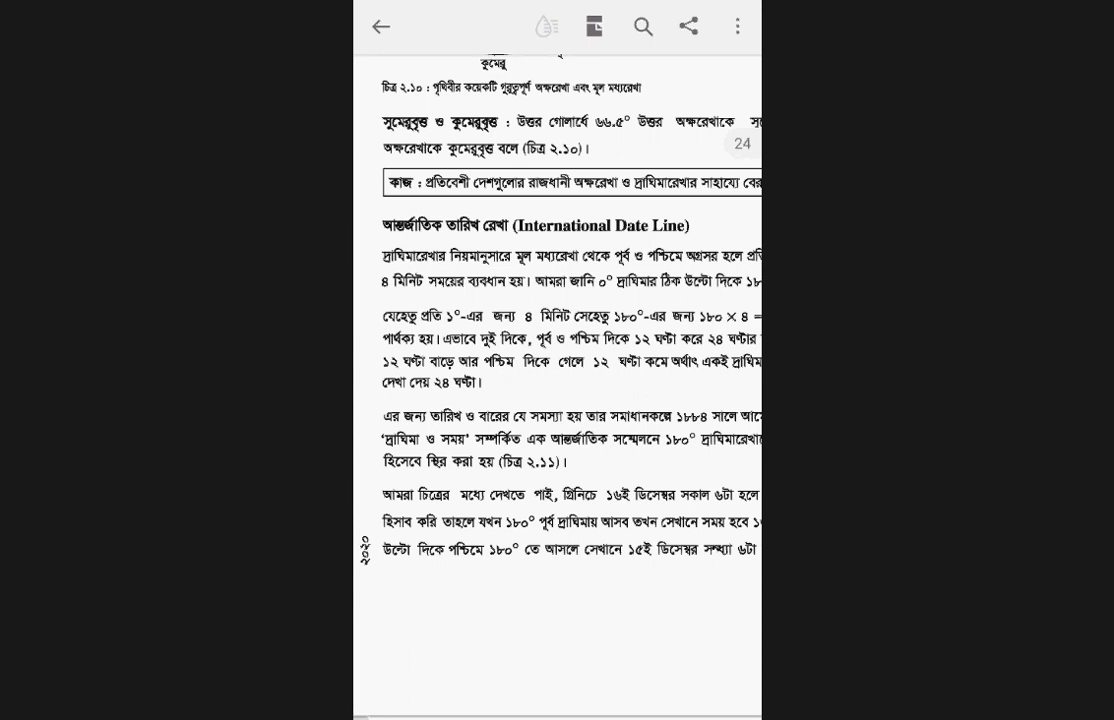 কুমেরু
চিত্র ২.১০ : পৃথিবীর কয়েকটি গুরুত্বপূর্ণ অক্ষরেখা এবং মূল মধ্যরেখা
সুমেরুবৃত্ত ও কুমেরুবৃত্ত : উত্তর গোলার্ধে ৬৬.৫° উত্তর অক্ষরেখাকে
24
অক্ষরেখাকে কুমেরুবৃত্ত বলে (চিত্র ২.১০)।
কাজ : প্রতিবেশী দেশগুলোর রাজধানী অক্ষরেখা ও দ্রাঘিমারেখার সাহায্যে বের
আন্তর্জাতিক তারিখ রেখা (International Date Line)
দ্রাঘিমারেখার নিয়মানুসারে মূল মধ্যরেখা থেকে পূর্ব ও পশ্চিমে অগ্রসর হলে প্রতি
৪ মিনিট সময়ের ব্যবধান হয়। আমরা জানি ০° দ্রাঘিমার ঠিক উল্টো দিকে ১৮
যেহেতু প্রতি ১°-এর জন্য ৪ মিনিট সেহেতু ১৮০°-এর জন্য ১৮০ × ৪ =
পার্থক্য হয়। এভাবে দুই দিকে, পূর্ব ও পশ্চিম দিকে ১২ ঘণ্টা করে ২৪ ঘণ্টার
১২ ঘণ্টা বাড়ে আর পশ্চিম দিকে গেলে ১২ ঘণ্টা কমে অর্থাৎ একই দ্রাঘিম
দেখা দেয় ২৪ ঘণ্টা।
এর জন্য তারিখ ও বারের যে সমস্যা হয় তার সমাধানকল্পে ১৮৮৪ সালে আমে
‘দ্রাঘিমা ও সময়’ সম্পর্কিত এক আন্তর্জাতিক সম্মেলনে ১৮০° দ্রাঘিমারেখাে
হিসেবে স্থির করা হয় (চিত্র ২.১১)।
আমরা চিত্রের মধ্যে দেখতে পাই, গ্রিনিচে ১৬ই ডিসেম্বর সকাল ৬টা হলে
হিসাব করি তাহলে যখন ১৮০° পূর্ব দ্রাঘিমায় আসব তখন সেখানে সময় হবে ১৬
উল্টো দিকে পশ্চিমে ১৮০° তে আসলে সেখানে ১৫ই ডিসেম্বর সন্ধ্যা ৬টা
২০২০